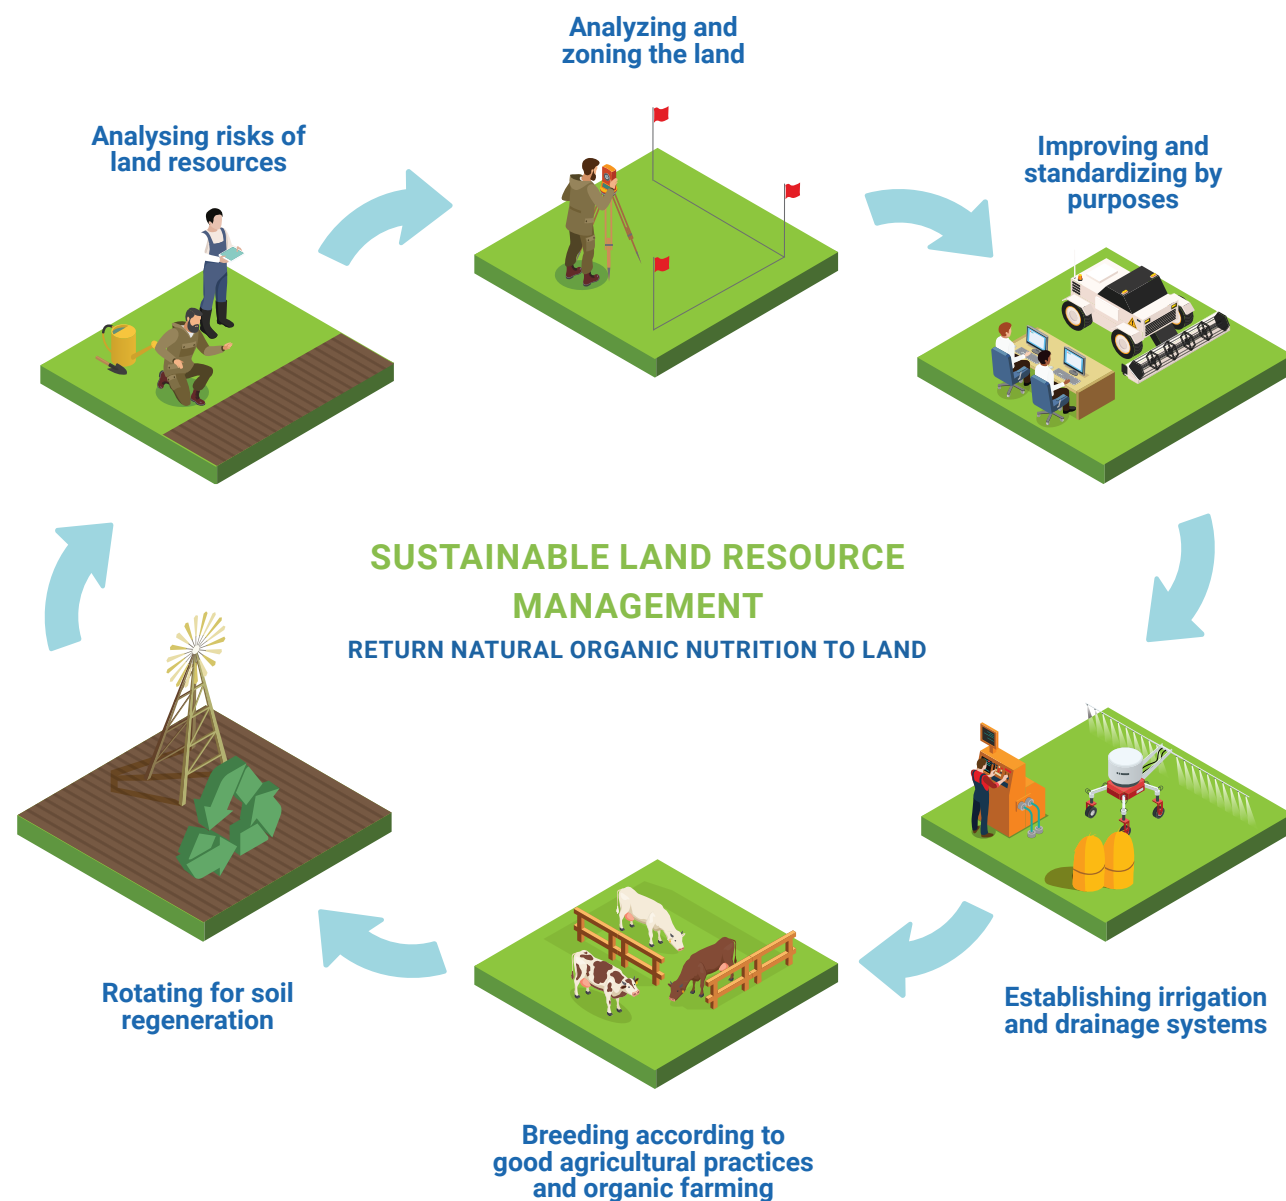 Analyzing and
zoning the land
Analysing risks of
land resources
Improving and
standardizing by
purposes
SUSTAINABLE LAND RESOURCE
MANAGEMENT
RETURN NATURAL ORGANIC NUTRITION TO LAND
Rotating for soil
regeneration
Establishing irrigation
and drainage systems
Breeding according to
good agricultural practices
and organic farming